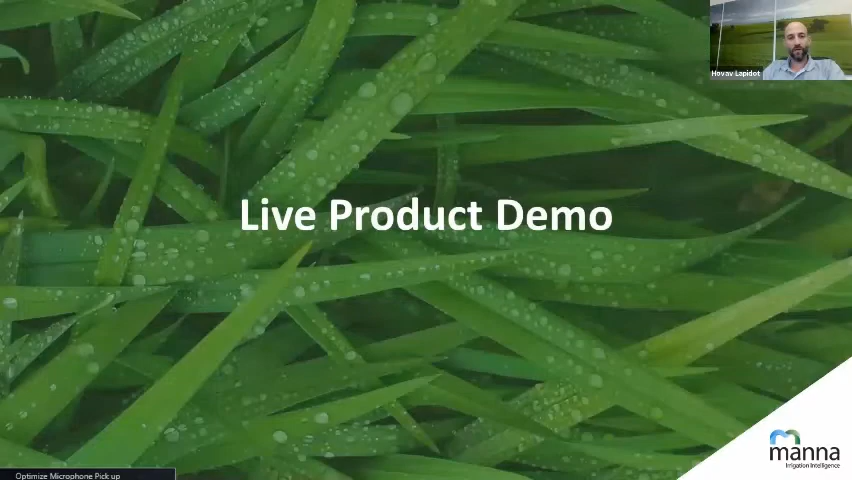 Hovav Lapidot
Live Product Demo
manna
Irrigation Intelligence
Optimize Microphone Pick up